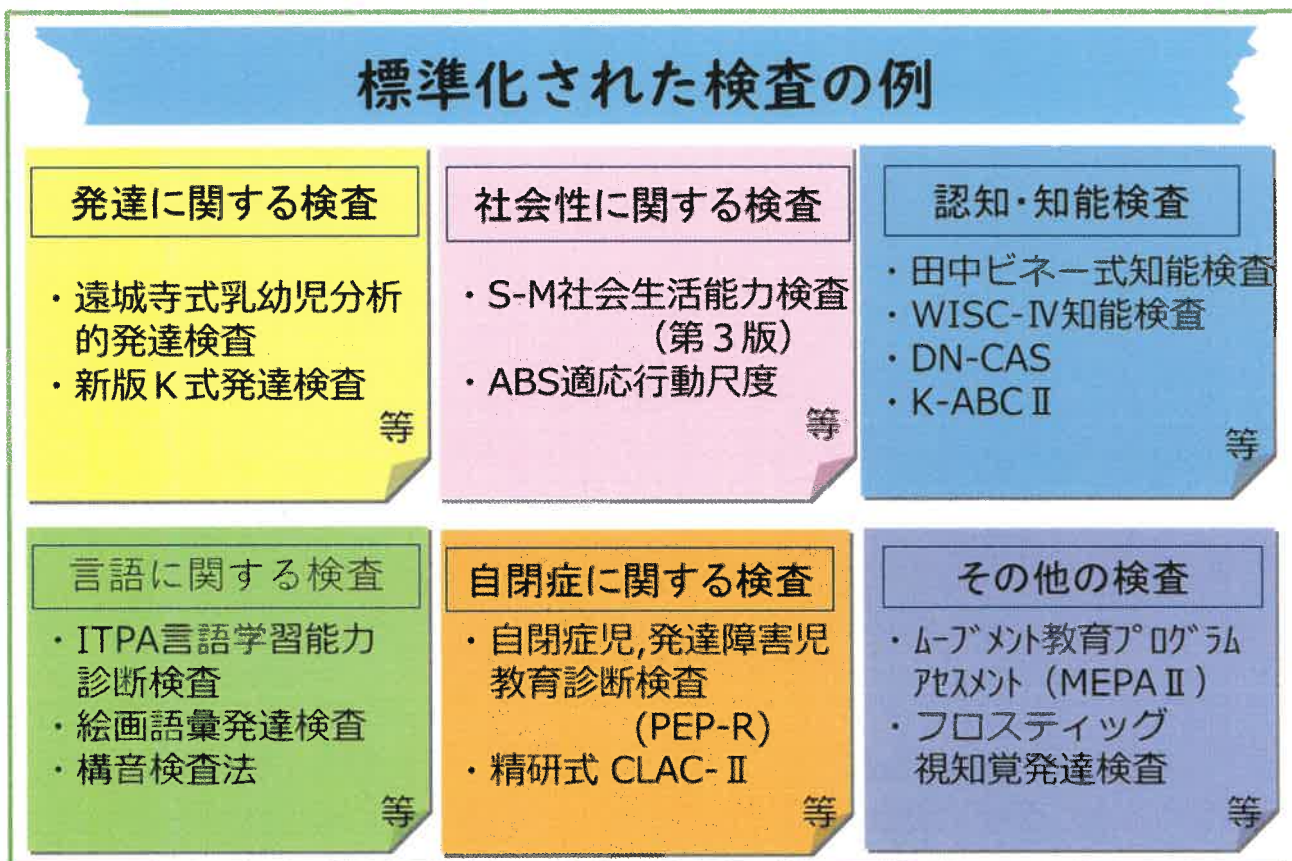 標準化された検査の例
発達に関する検査
・遠城寺式乳幼児分析
的発達検査
・新版K式発達検査
等
社会性に関する検査
・S-M社会生活能力検査
(第3版)
・ABS適応行動尺度
等
認知・知能検査
・田中ビネー式知能検査
・WISC-Ⅳ知能検査
・DN-CAS
・K-ABCⅡ
等
言語に関する検査
・ITPA言語学習能力
診断検査
・絵画語彙発達検査
・構音検査法
等
自閉症に関する検査
・自閉症児,発達障害児
教育診断検査
(PEP-R)
・精研式 CLAC-Ⅱ
等
その他の検査
・ムーブメント教育プログラム
アセスメント(MEPAⅡ)
・フロスティッグ
視知覚発達検査
等